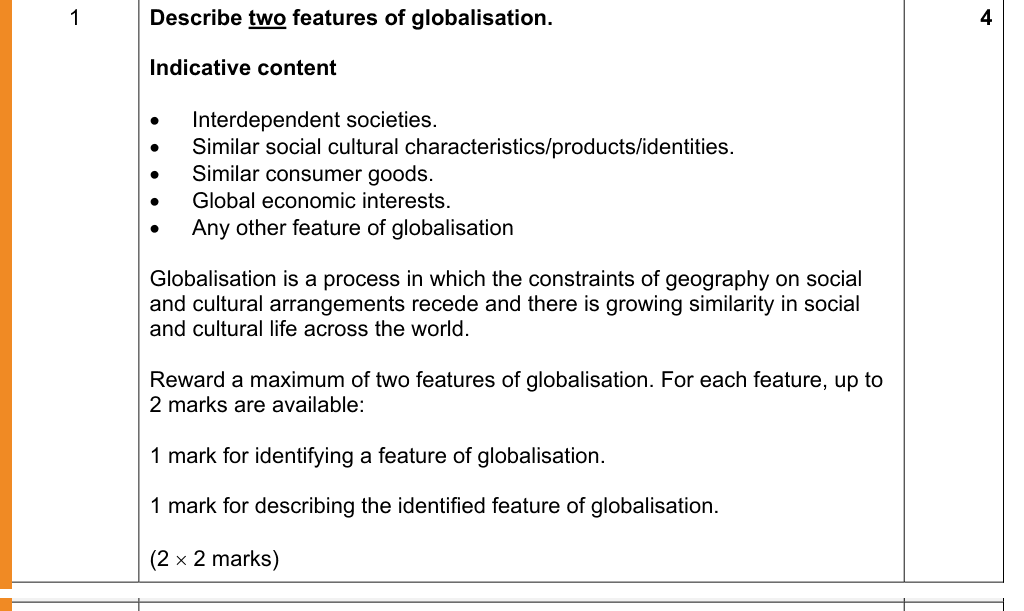 1 Describe two features of globalisation. 4
Indicative content
• Interdependent societies.
• Similar social cultural characteristics/products/identities.
• Similar consumer goods.
• Global economic interests.
• Any other feature of globalisation
Globalisation is a process in which the constraints of geography on social
and cultural arrangements recede and there is growing similarity in social
and cultural life across the world.
Reward a maximum of two features of globalisation. For each feature, up to
2 marks are available:
1 mark for identifying a feature of globalisation.
1 mark for describing the identified feature of globalisation.
(2 × 2 marks)